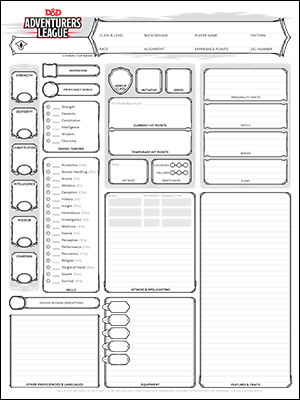 D&D
ADVENTURERS
LEAGUE
CLASS & LEVEL BACKGROUND PLAYER NAME FACTION
RACE ALIGNMENT EXPERIENCE POINTS DCI NUMBER
CHARACTER NAME
STRENGTH
DEXTERITY
CONSTITUTION
INTELLIGENCE
WISDOM
CHARISMA
INSPIRATION
PROFICIENCY BONUS
Strength
Dexterity
Constitution
Intelligence
Wisdom
Charisma
SAVING THROWS
Acrobatics (Dex)
Animal Handling (Wis)
Arcana (Int)
Athletics (Str)
Deception (Cha)
History (Int)
Insight (Wis)
Intimidation (Cha)
Investigation (Int)
Medicine (Wis)
Nature (Int)
Perception (Wis)
Performance (Cha)
Persuasion (Cha)
Religion (Int)
Sleight of Hand (Dex)
Stealth (Dex)
Survival (Wis)
SKILLS
PASSIVE WISDOM (PERCEPTION)
OTHER PROFICIENCIES & LANGUAGES
ARMOR
CLASS
INITIATIVE
SPEED
Hit Point Maximum
CURRENT HIT POINTS
TEMPORARY HIT POINTS
Total
SUCCESSES
FAILURES
HIT DICE
DEATH SAVES
NAME ATK BONUS DAMAGE/TYPE
ATTACKS & SPELLCASTING
EQUIPMENT
PERSONALITY TRAITS
IDEALS
BONDS
FLAWS
FEATURES & TRAITS